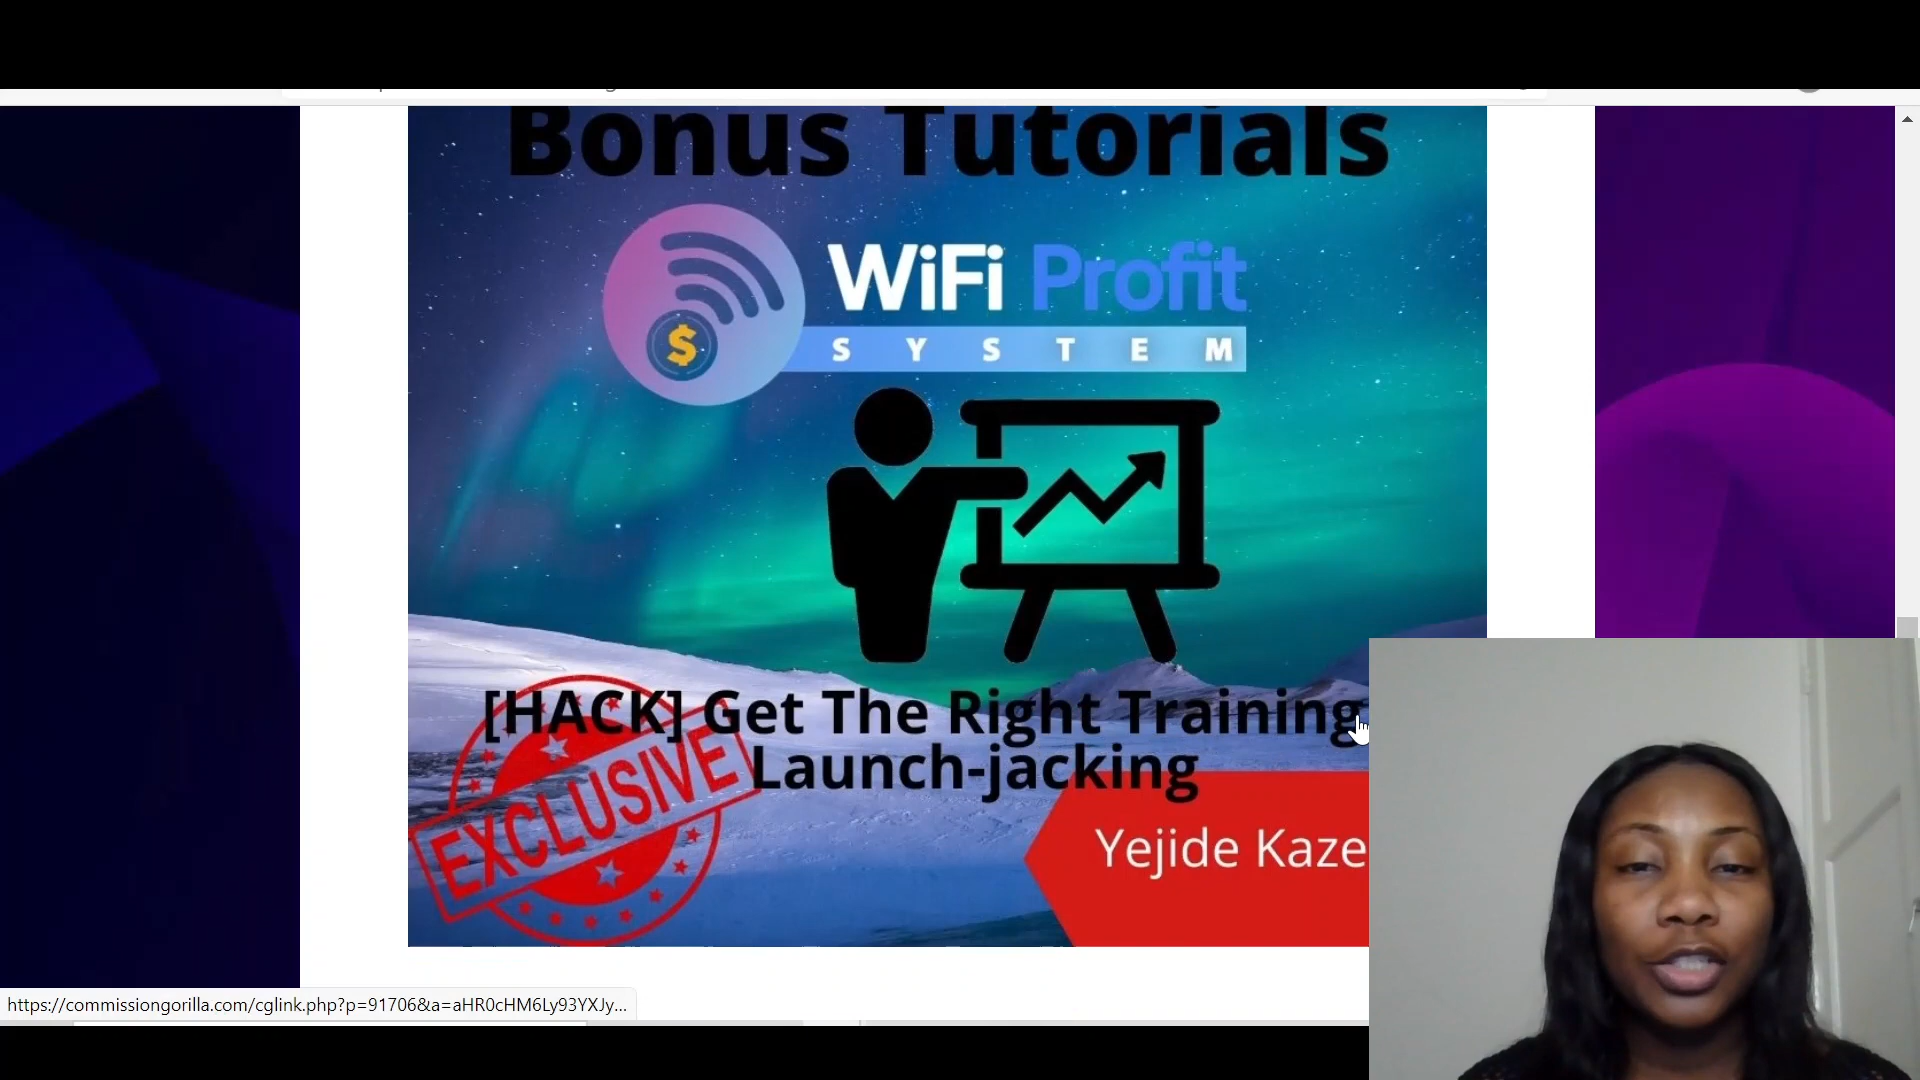 Bonus Tutorials
WiFi Profit
SYSTEM
$
[HACK] Get The Right Training
Launch-jacking
EXCLUSIVE
Yejide Kaze
https://commissiongorilla.com/cglink.php?p=91706&a=aHR0cHM6Ly93YXJy...